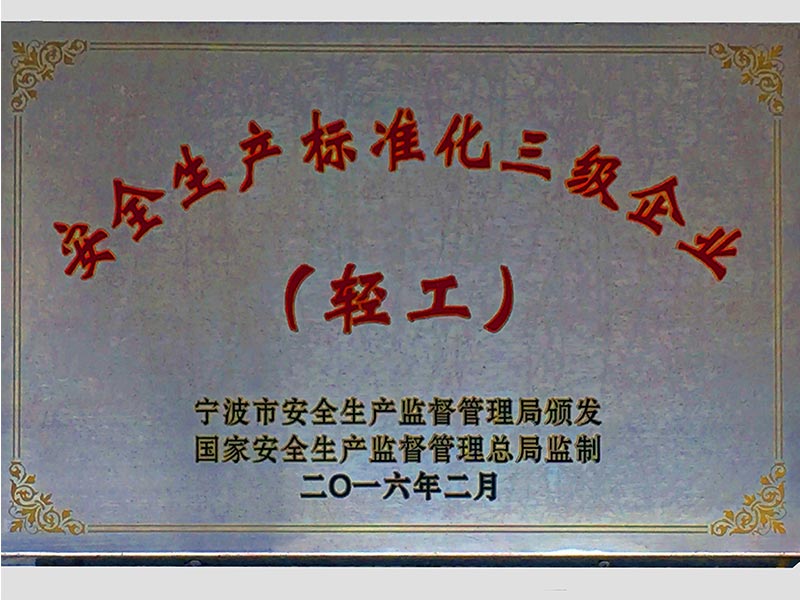 安全生产标准化三级企业
（轻工）
宁波市安全生产监督管理局颁发
国家安全生产监督管理总局监制
二〇一六年二月